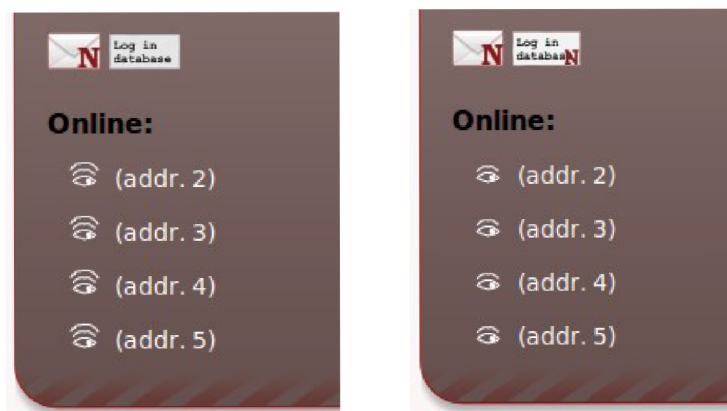 N Log in
database
Online:
(addr. 2)
(addr. 3)
(addr. 4)
(addr. 5)
N Log in
databasN
Online:
(addr. 2)
(addr. 3)
(addr. 4)
(addr. 5)